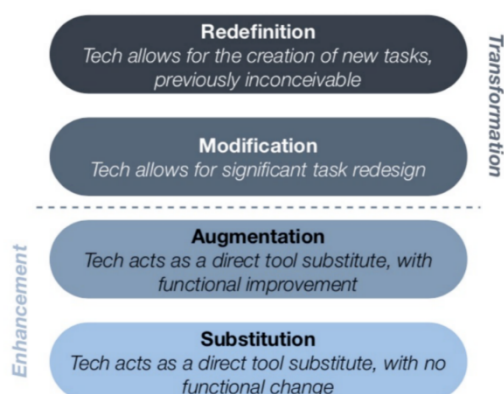 Redefinition
Tech allows for the creation of new tasks,
previously inconceivable
Transformation
Modification
Tech allows for significant task redesign
Enhancement
Augmentation
Tech acts as a direct tool substitute, with
functional improvement
Substitution
Tech acts as a direct tool substitute, with no
functional change